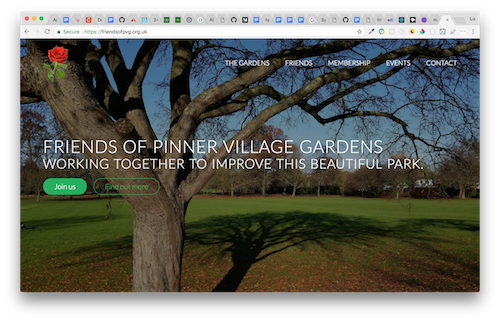 Secure https://friendsofpvg.org.uk
THE GARDENS FRIENDS MEMBERSHIP EVENTS CONTACT
FRIENDS OF PINNER VILLAGE GARDENS
WORKING TOGETHER TO IMPROVE THIS BEAUTIFUL PARK.
Join us Find out more